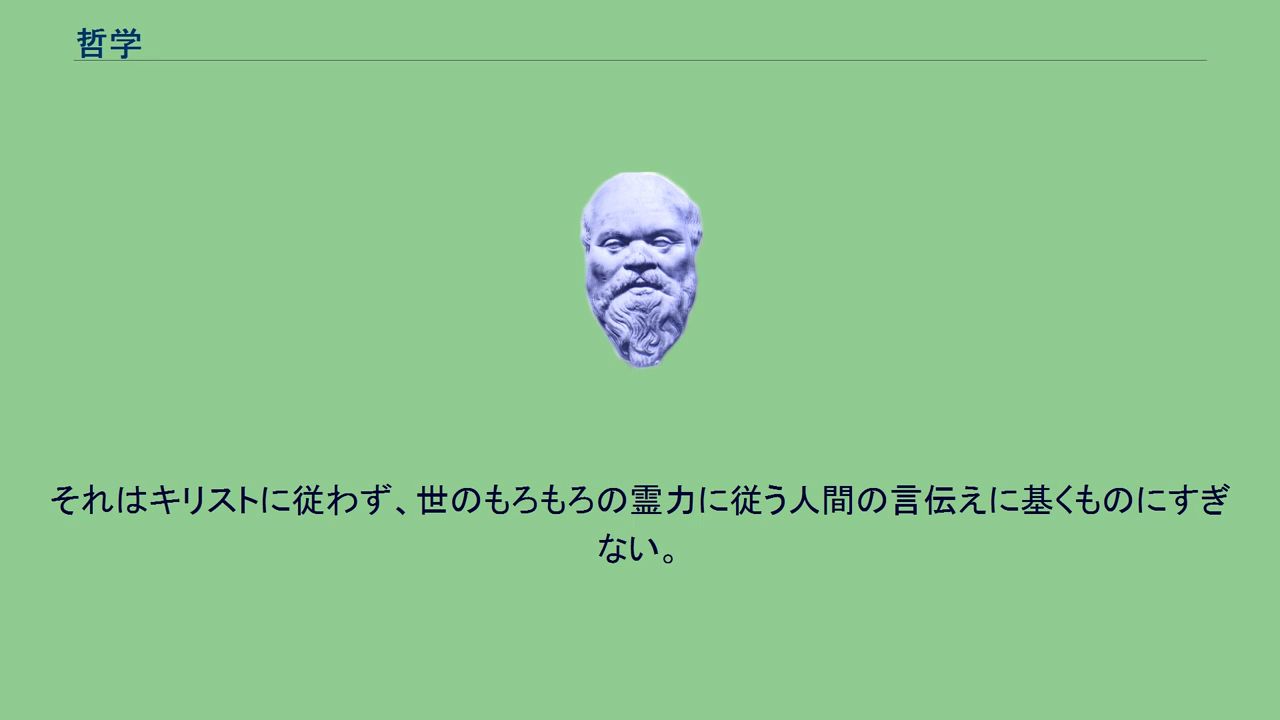 哲学
それはキリストに従わず、世のもろもろの霊力に従う人間の言伝えに基くものにすぎ
ない。